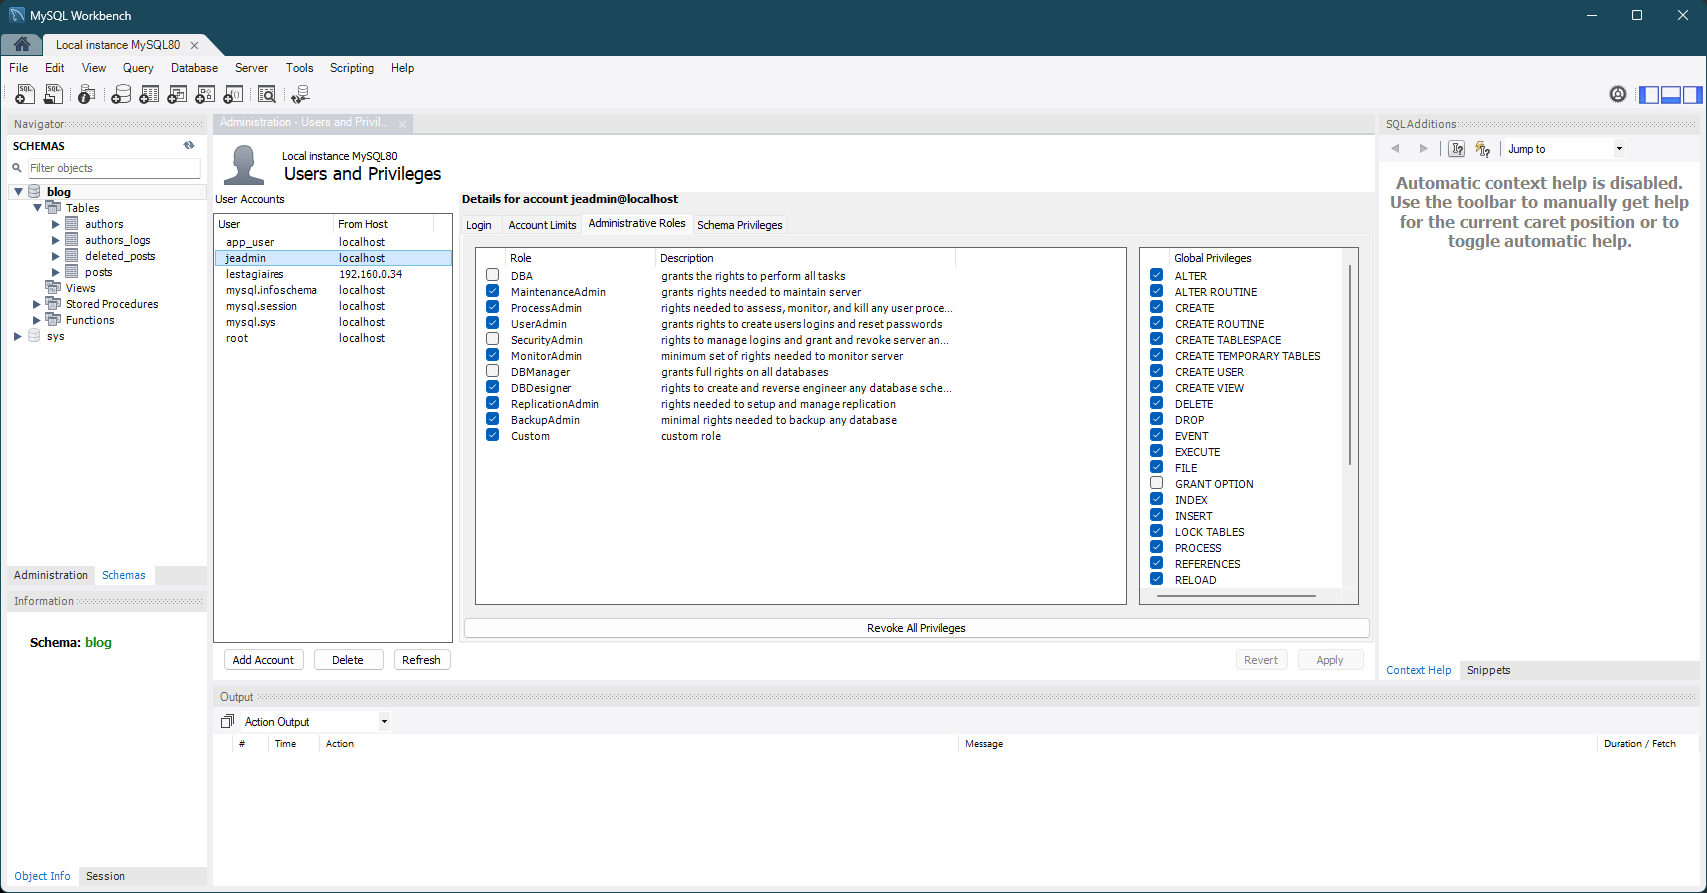 MySQL Workbench
Local instance MySQL80
File Edit View Query Database Server Tools Scripting Help
Navigator
SCHEMAS
Filter objects
blog
Tables
authors
authors_logs
deleted_posts
posts
Views
Stored Procedures
Functions
sys
Administration Schemas
Information
Schema: blog
Object Info Session
Administration - Users and Privil...
Local instance MySQL80
Users and Privileges
User Accounts
User From Host
app_user localhost
jeadmin localhost
lestagiaires 192.160.0.34
mysql.infoschema localhost
mysql.session localhost
mysql.sys localhost
root localhost
Add Account Delete Refresh
Details for account jeadmin@localhost
Login Account Limits Administrative Roles Schema Privileges
Role Description
DBA grants the rights to perform all tasks
MaintenanceAdmin grants rights needed to maintain server
ProcessAdmin rights needed to assess, monitor, and kill any user proce...
UserAdmin grants rights to create users logins and reset passwords
SecurityAdmin rights to manage logins and grant and revoke server an...
MonitorAdmin minimum set of rights needed to monitor server
DBManager grants full rights on all databases
DBDesigner rights to create and reverse engineer any database sche...
ReplicationAdmin rights needed to setup and manage replication
BackupAdmin minimal rights needed to backup any database
Custom custom role
Global Privileges
ALTER
ALTER ROUTINE
CREATE
CREATE ROUTINE
CREATE TABLESPACE
CREATE TEMPORARY TABLES
CREATE USER
CREATE VIEW
DELETE
DROP
EVENT
EXECUTE
FILE
GRANT OPTION
INDEX
INSERT
LOCK TABLES
PROCESS
REFERENCES
RELOAD
Revoke All Privileges
Revert Apply
Output
Action Output
# Time Action Message Duration / Fetch
SQLAdditions
Jump to
Automatic context help is disabled.
Use the toolbar to manually get help
for the current caret position or to
toggle automatic help.
Context Help Snippets